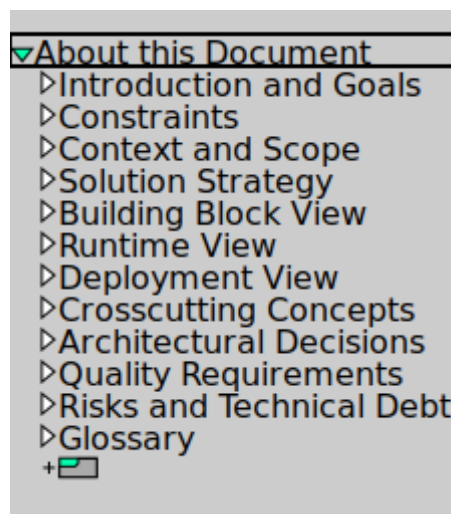 About this Document
Introduction and Goals
Constraints
Context and Scope
Solution Strategy
Building Block View
Runtime View
Deployment View
Crosscutting Concepts
Architectural Decisions
Quality Requirements
Risks and Technical Debt
Glossary
+